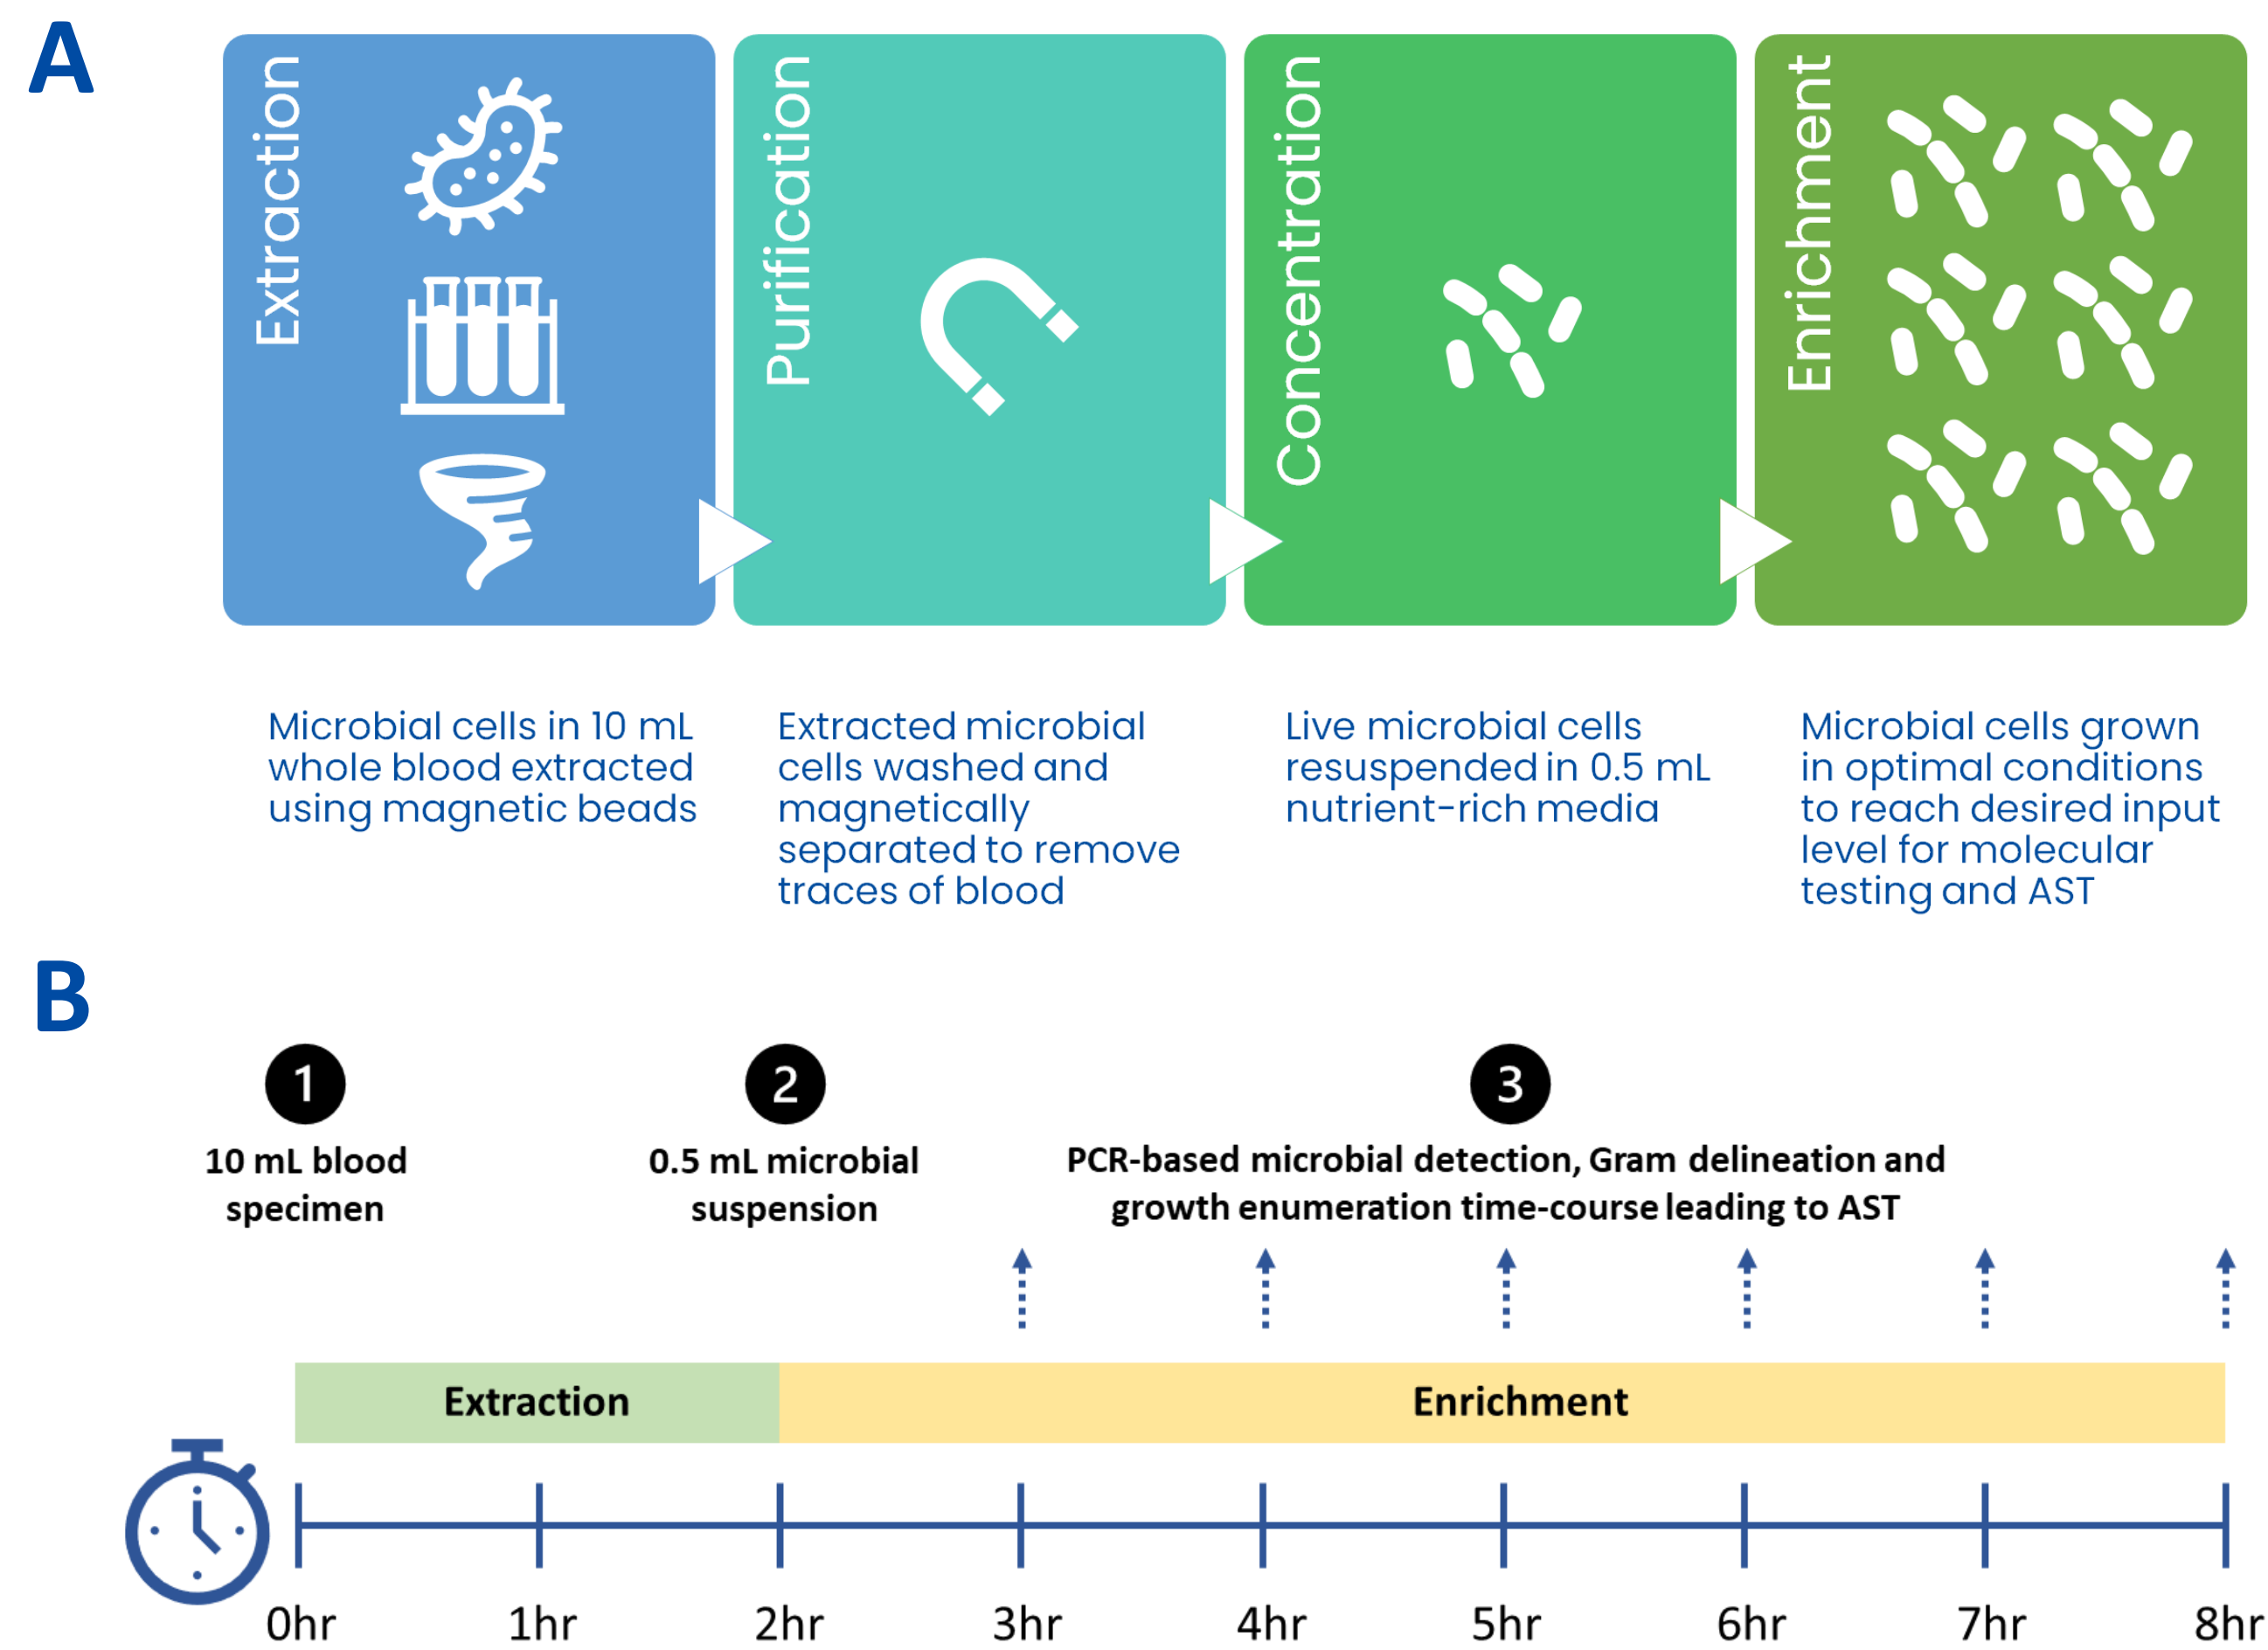 A
Extraction
Purification
Concentration
Enrichment
Microbial cells in 10 mL
whole blood extracted
using magnetic beads
Extracted microbial
cells washed and
magnetically
separated to remove
traces of blood
Live microbial cells
resuspended in 0.5 mL
nutrient-rich media
Microbial cells grown
in optimal conditions
to reach desired input
level for molecular
testing and AST
B
1
10 mL blood
specimen
2
0.5 mL microbial
suspension
3
PCR-based microbial detection, Gram delineation and
growth enumeration time-course leading to AST
Extraction
Enrichment
0hr
1hr
2hr
3hr
4hr
5hr
6hr
7hr
8hr